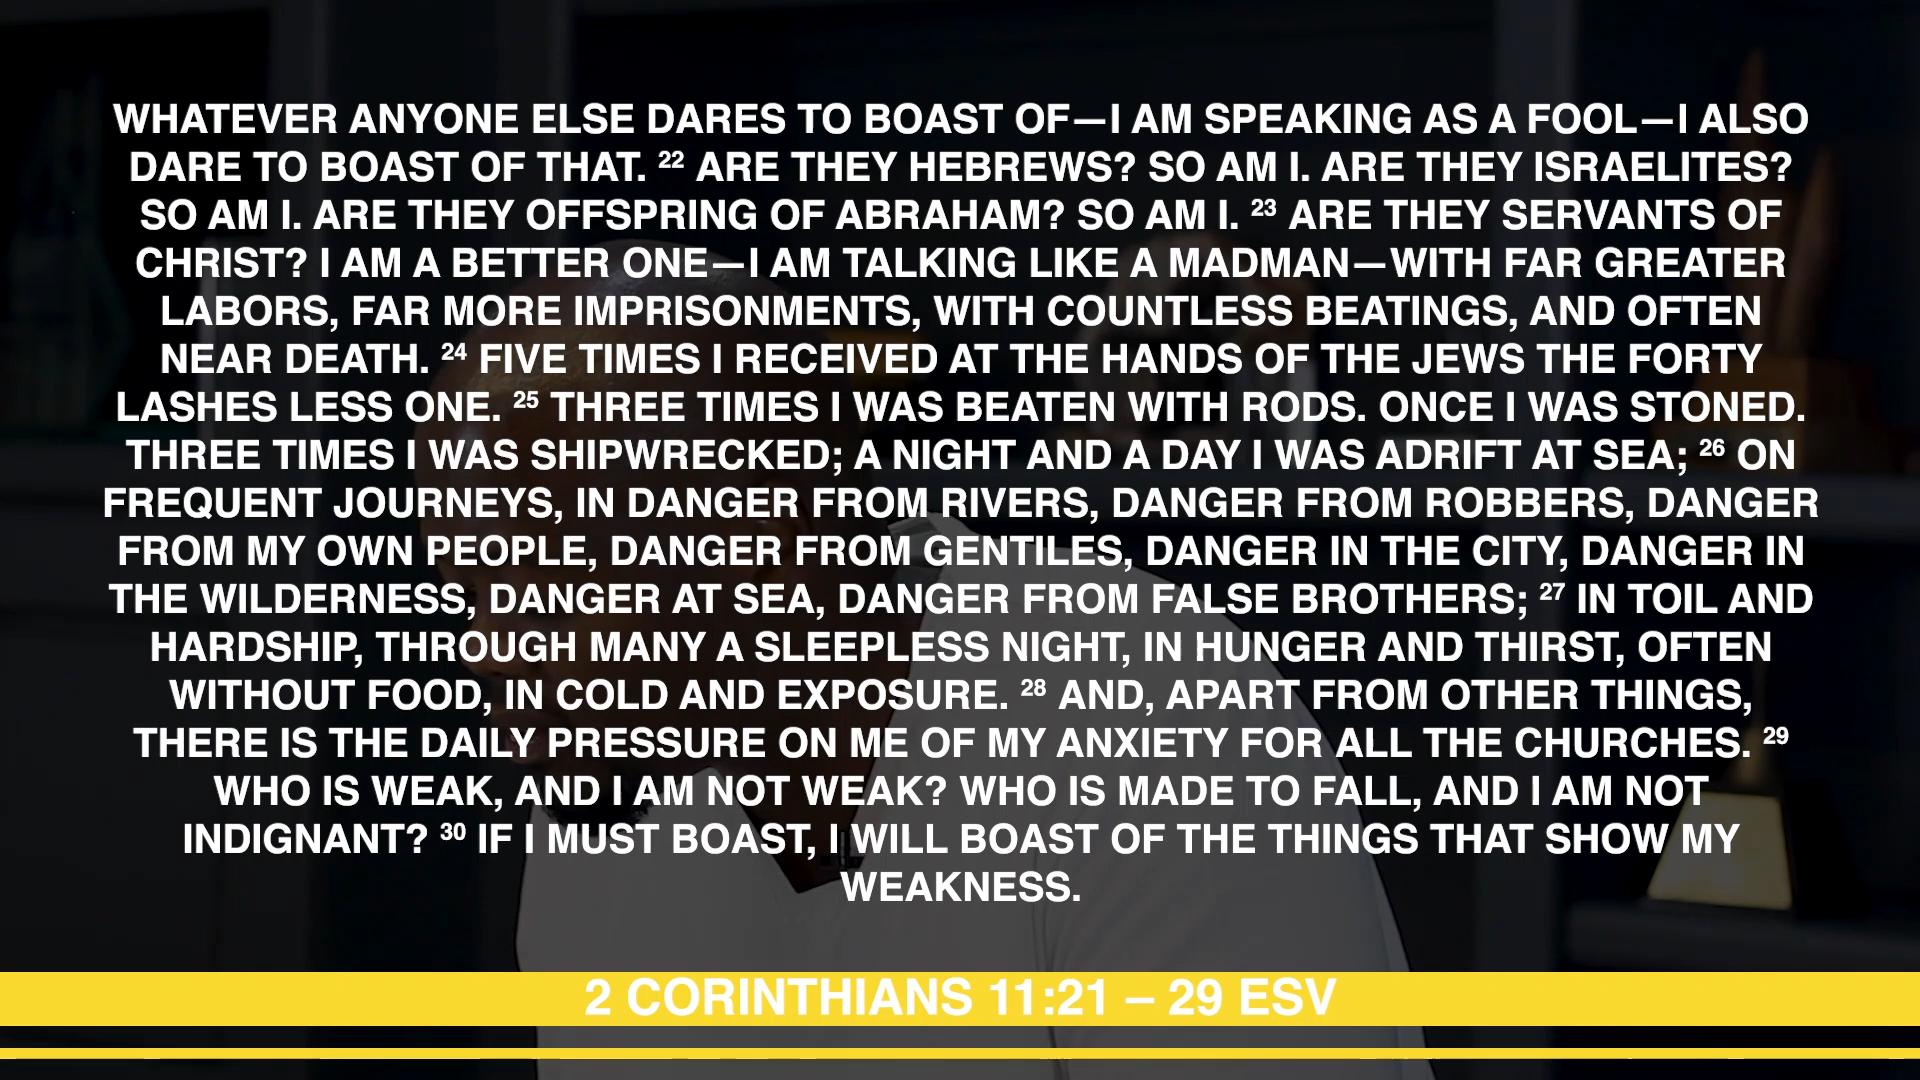 WHATEVER ANYONE ELSE DARES TO BOAST OF—I AM SPEAKING AS A FOOL—I ALSO
DARE TO BOAST OF THAT. 22 ARE THEY HEBREWS? SO AM I. ARE THEY ISRAELITES?
SO AM I. ARE THEY OFFSPRING OF ABRAHAM? SO AM I. 23 ARE THEY SERVANTS OF
CHRIST? I AM A BETTER ONE—I AM TALKING LIKE A MADMAN—WITH FAR GREATER
LABORS, FAR MORE IMPRISONMENTS, WITH COUNTLESS BEATINGS, AND OFTEN
NEAR DEATH. 24 FIVE TIMES I RECEIVED AT THE HANDS OF THE JEWS THE FORTY
LASHES LESS ONE. 25 THREE TIMES I WAS BEATEN WITH RODS. ONCE I WAS STONED.
THREE TIMES I WAS SHIPWRECKED; A NIGHT AND A DAY I WAS ADRIFT AT SEA; 26 ON
FREQUENT JOURNEYS, IN DANGER FROM RIVERS, DANGER FROM ROBBERS, DANGER
FROM MY OWN PEOPLE, DANGER FROM GENTILES, DANGER IN THE CITY, DANGER IN
THE WILDERNESS, DANGER AT SEA, DANGER FROM FALSE BROTHERS; 27 IN TOIL AND
HARDSHIP, THROUGH MANY A SLEEPLESS NIGHT, IN HUNGER AND THIRST, OFTEN
WITHOUT FOOD, IN COLD AND EXPOSURE. 28 AND, APART FROM OTHER THINGS,
THERE IS THE DAILY PRESSURE ON ME OF MY ANXIETY FOR ALL THE CHURCHES. 29
WHO IS WEAK, AND I AM NOT WEAK? WHO IS MADE TO FALL, AND I AM NOT
INDIGNANT? 30 IF I MUST BOAST, I WILL BOAST OF THE THINGS THAT SHOW MY
WEAKNESS.
2 CORINTHIANS 11:21 – 29 ESV